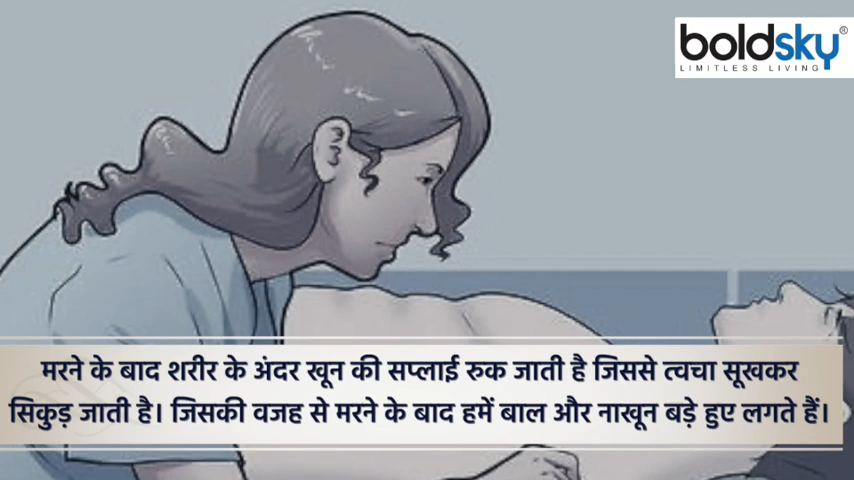 boldsky®
LIMITLESS LIVING
मरने के बाद शरीर के अंदर खून की सप्लाई रुक जाती है जिससे त्वचा सूखकर
सिकुड़ जाती है। जिसकी वजह से मरने के बाद हमें बाल और नाखून बड़े हुए लगते हैं।